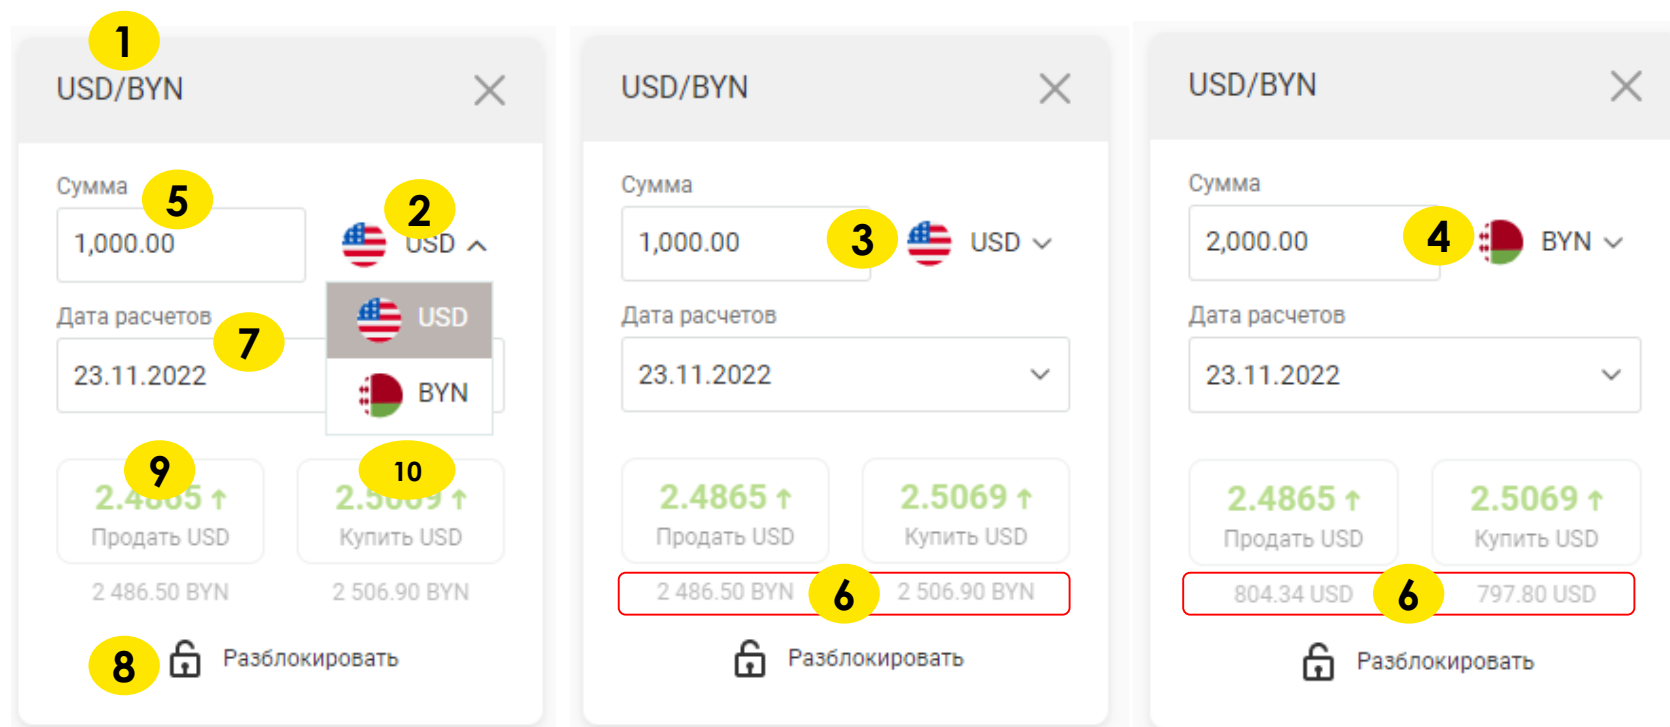 1
USD/BYN
Сумма
5
2
1,000.00
USD
USD
BYN
Дата расчетов
7
23.11.2022
9
10
2.4865
Продать USD
2.5069
Купить USD
2 486.50 BYN
2 506.90 BYN
8
Разблокировать
USD/BYN
Сумма
1,000.00
3
USD
Дата расчетов
23.11.2022
2.4865
Продать USD
2.5069
Купить USD
2 486.50 BYN
6
2 506.90 BYN
Разблокировать
USD/BYN
Сумма
2,000.00
4
BYN
Дата расчетов
23.11.2022
2.4865
Продать USD
2.5069
Купить USD
804.34 USD
6
797.80 USD
Разблокировать